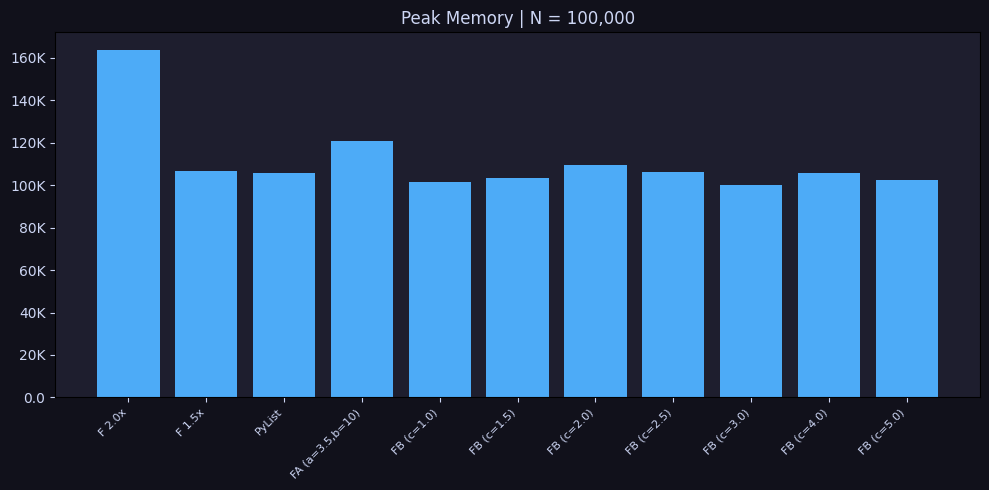 Peak Memory | N = 100,000
160K
140K
120K
100K
80K
60K
40K
20K
0.0
F 2.0x
F 1.5x
PyList
FA (a=3.5,b=10)
FB (c=1.0)
FB (c=1.5)
FB (c=2.0)
FB (c=2.5)
FB (c=3.0)
FB (c=4.0)
FB (c=5.0)